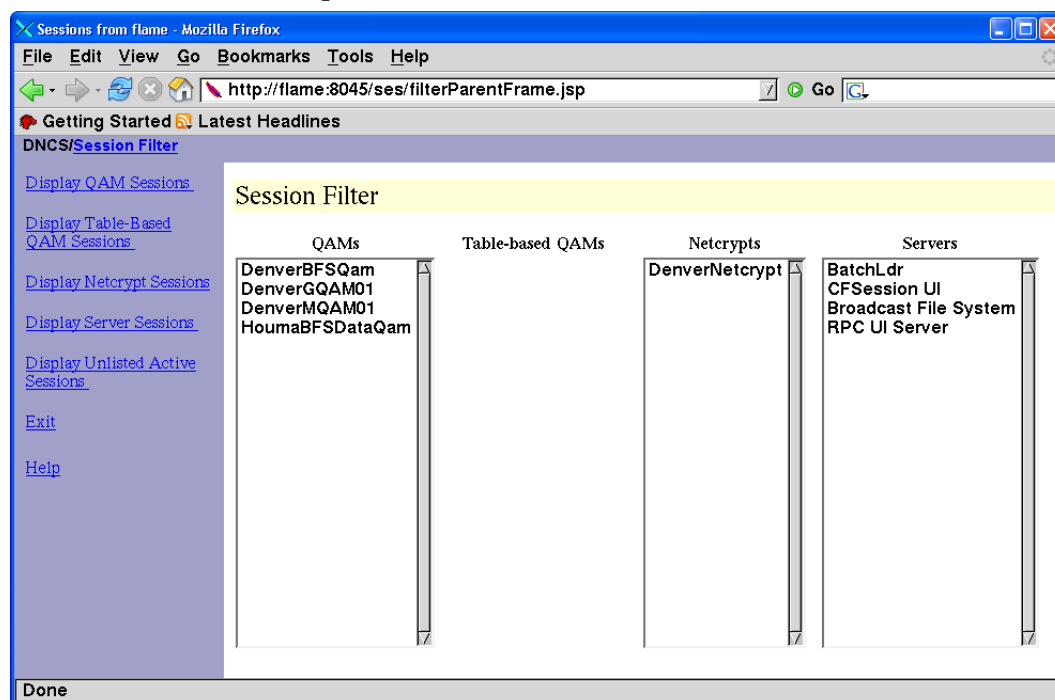 Sessions from flame - Mozilla Firefox
File Edit View Go Bookmarks Tools Help
http://flame:8045/ses/filterParentFrame.jsp Go G
Getting Started Latest Headlines
DNCS/Session Filter
Display QAM Sessions
Display Table-Based
QAM Sessions
Display Netcrypt Sessions
Display Server Sessions
Display Unlisted Active
Sessions
Exit
Help
Session Filter
QAMs Table-based QAMs Netcrypts Servers
DenverBFSQam DenverNetcrypt BatchLdr
DenverGQAM01 CFSession UI
DenverMQAM01 Broadcast File System
HoumaBFSDataQam RPC UI Server
Done